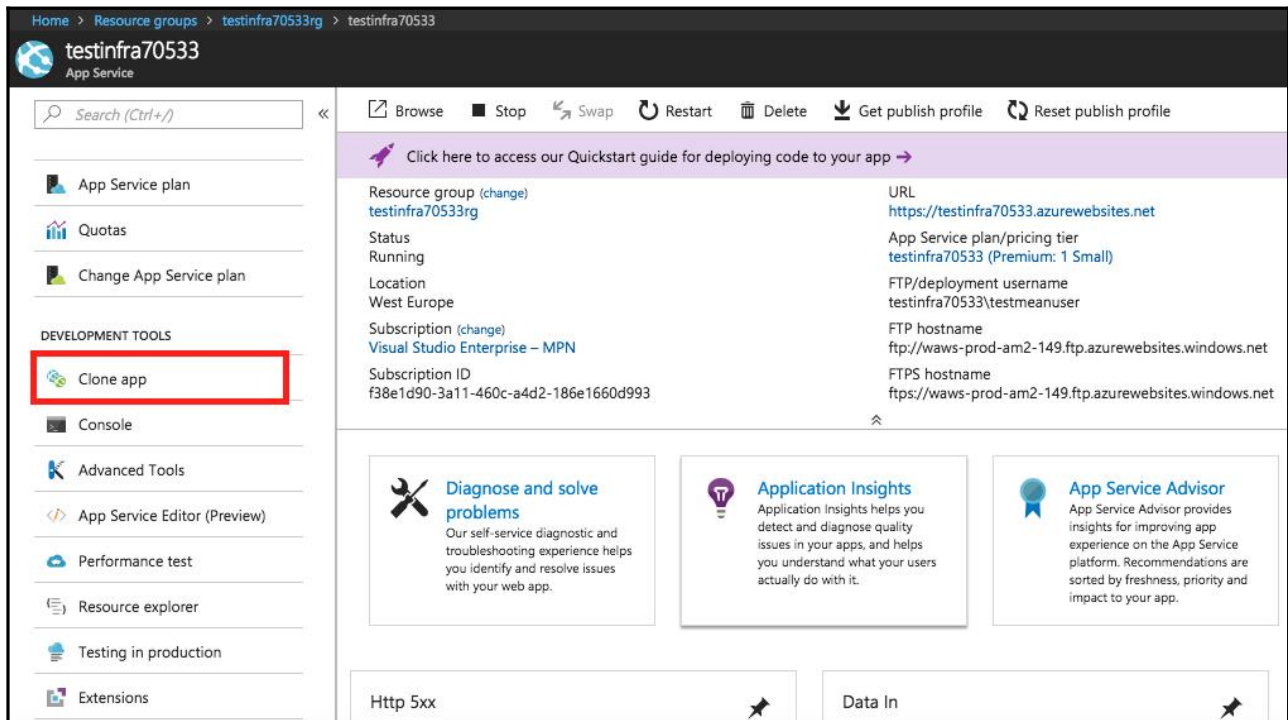 Home > Resource groups > testinfra70533rg > testinfra70533
testinfra70533
App Service
Search (Ctrl+/)
«
App Service plan
Quotas
Change App Service plan
DEVELOPMENT TOOLS
Clone app
Console
Advanced Tools
App Service Editor (Preview)
Performance test
Resource explorer
Testing in production
Extensions
Browse Stop Swap Restart Delete Get publish profile Reset publish profile
Click here to access our Quickstart guide for deploying code to your app →
Resource group (change)
testinfra70533rg
Status
Running
Location
West Europe
Subscription (change)
Visual Studio Enterprise – MPN
Subscription ID
f38e1d90-3a11-460c-a4d2-186e1660d993
URL
https://testinfra70533.azurewebsites.net
App Service plan/pricing tier
testinfra70533 (Premium: 1 Small)
FTP/deployment username
testinfra70533\testmeanuser
FTP hostname
ftp://waws-prod-am2-149.ftp.azurewebsites.windows.net
FTPS hostname
ftps://waws-prod-am2-149.ftp.azurewebsites.windows.net
Diagnose and solve
problems
Our self-service diagnostic and
troubleshooting experience helps
you identify and resolve issues
with your web app.
Application Insights
Application Insights helps you
detect and diagnose quality
issues in your apps, and helps
you understand what your users
actually do with it.
App Service Advisor
App Service Advisor provides
insights for improving app
experience on the App Service
platform. Recommendations are
sorted by freshness, priority and
impact to your app.
Http 5xx
Data In